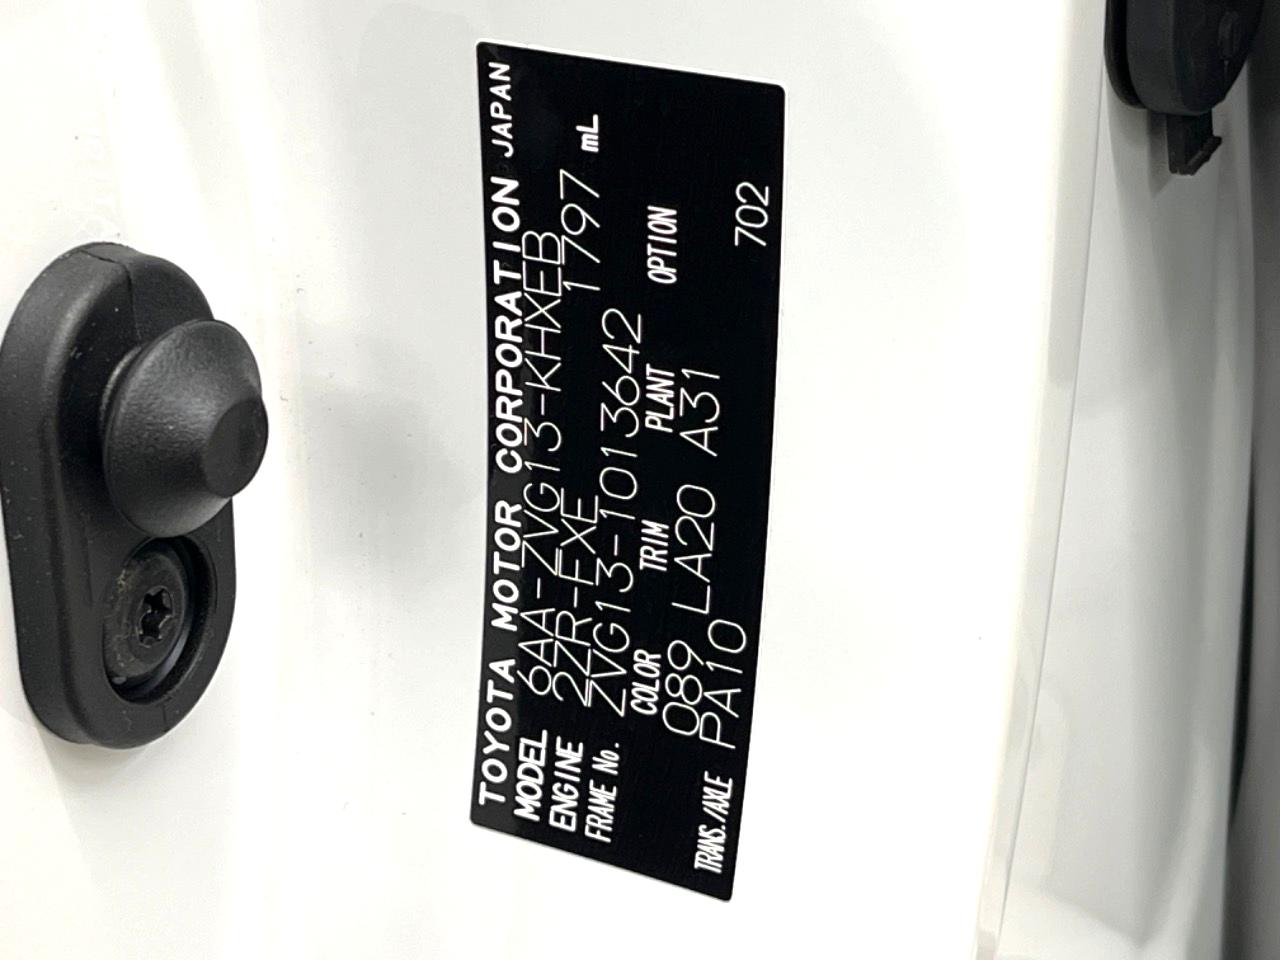 TOYOTA MOTOR CORPORATION JAPAN
MODEL 6AA-ZVG13-KHXEB
ENGINE 2ZR-FXE 1797 mL
FRAME No. ZVG13-1013642
COLOR TRIM PLANT OPTION
089 LA20 A31
TRANS./AXLE PA10 702